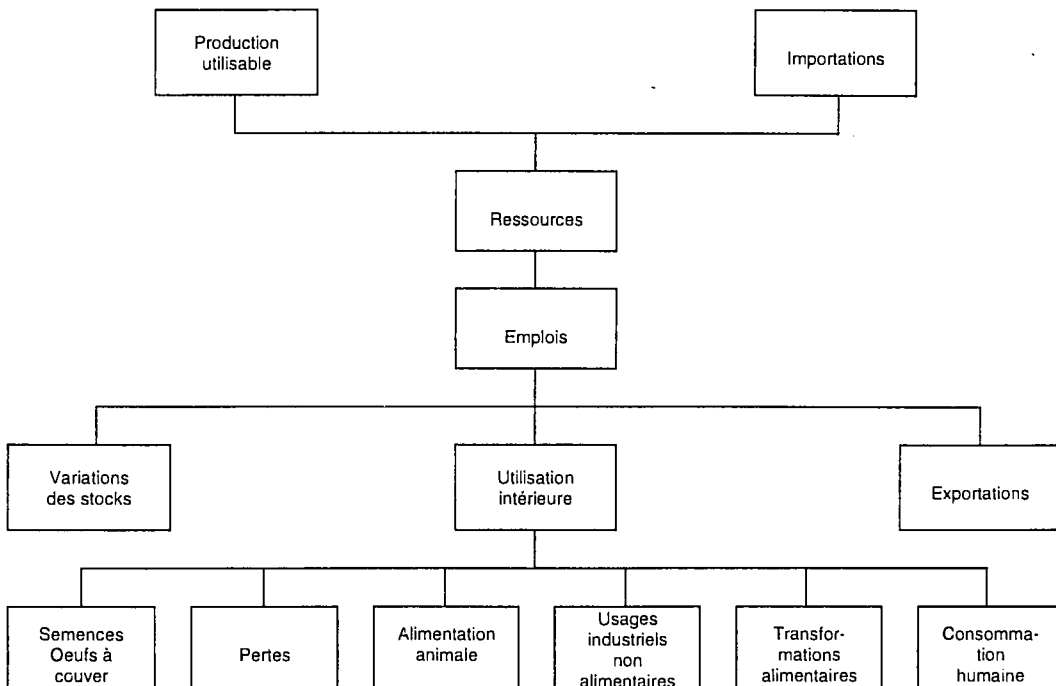 Production
utilisable
Importations
Ressources
Emplois
Variations
des stocks
Utilisation
intérieure
Exportations
Semences
Oeufs à
couver
Pertes
Alimentation
animale
Usages
industriels
non
alimentaires
Transfor-
mations
alimentaires
Consomma-
tion
humaine